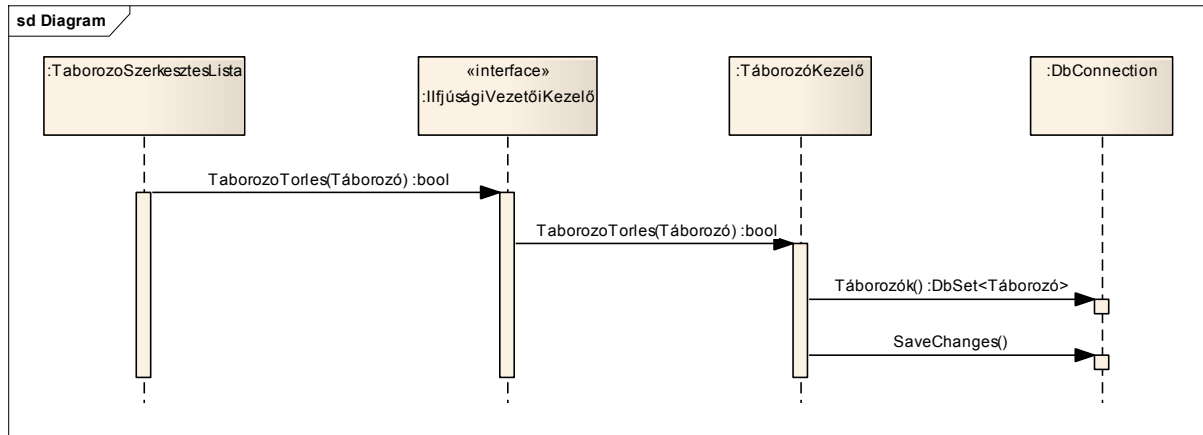 sd Diagram
:TaborozoSzerkesztesLista
«interface»
:IIfjúságiVezetőiKezelő
:TáborozóKezelő
:DbConnection
TaborozoTorles(Táborozó) :bool
TaborozoTorles(Táborozó) :bool
Táborozók() :DbSet<Táborozó>
SaveChanges()